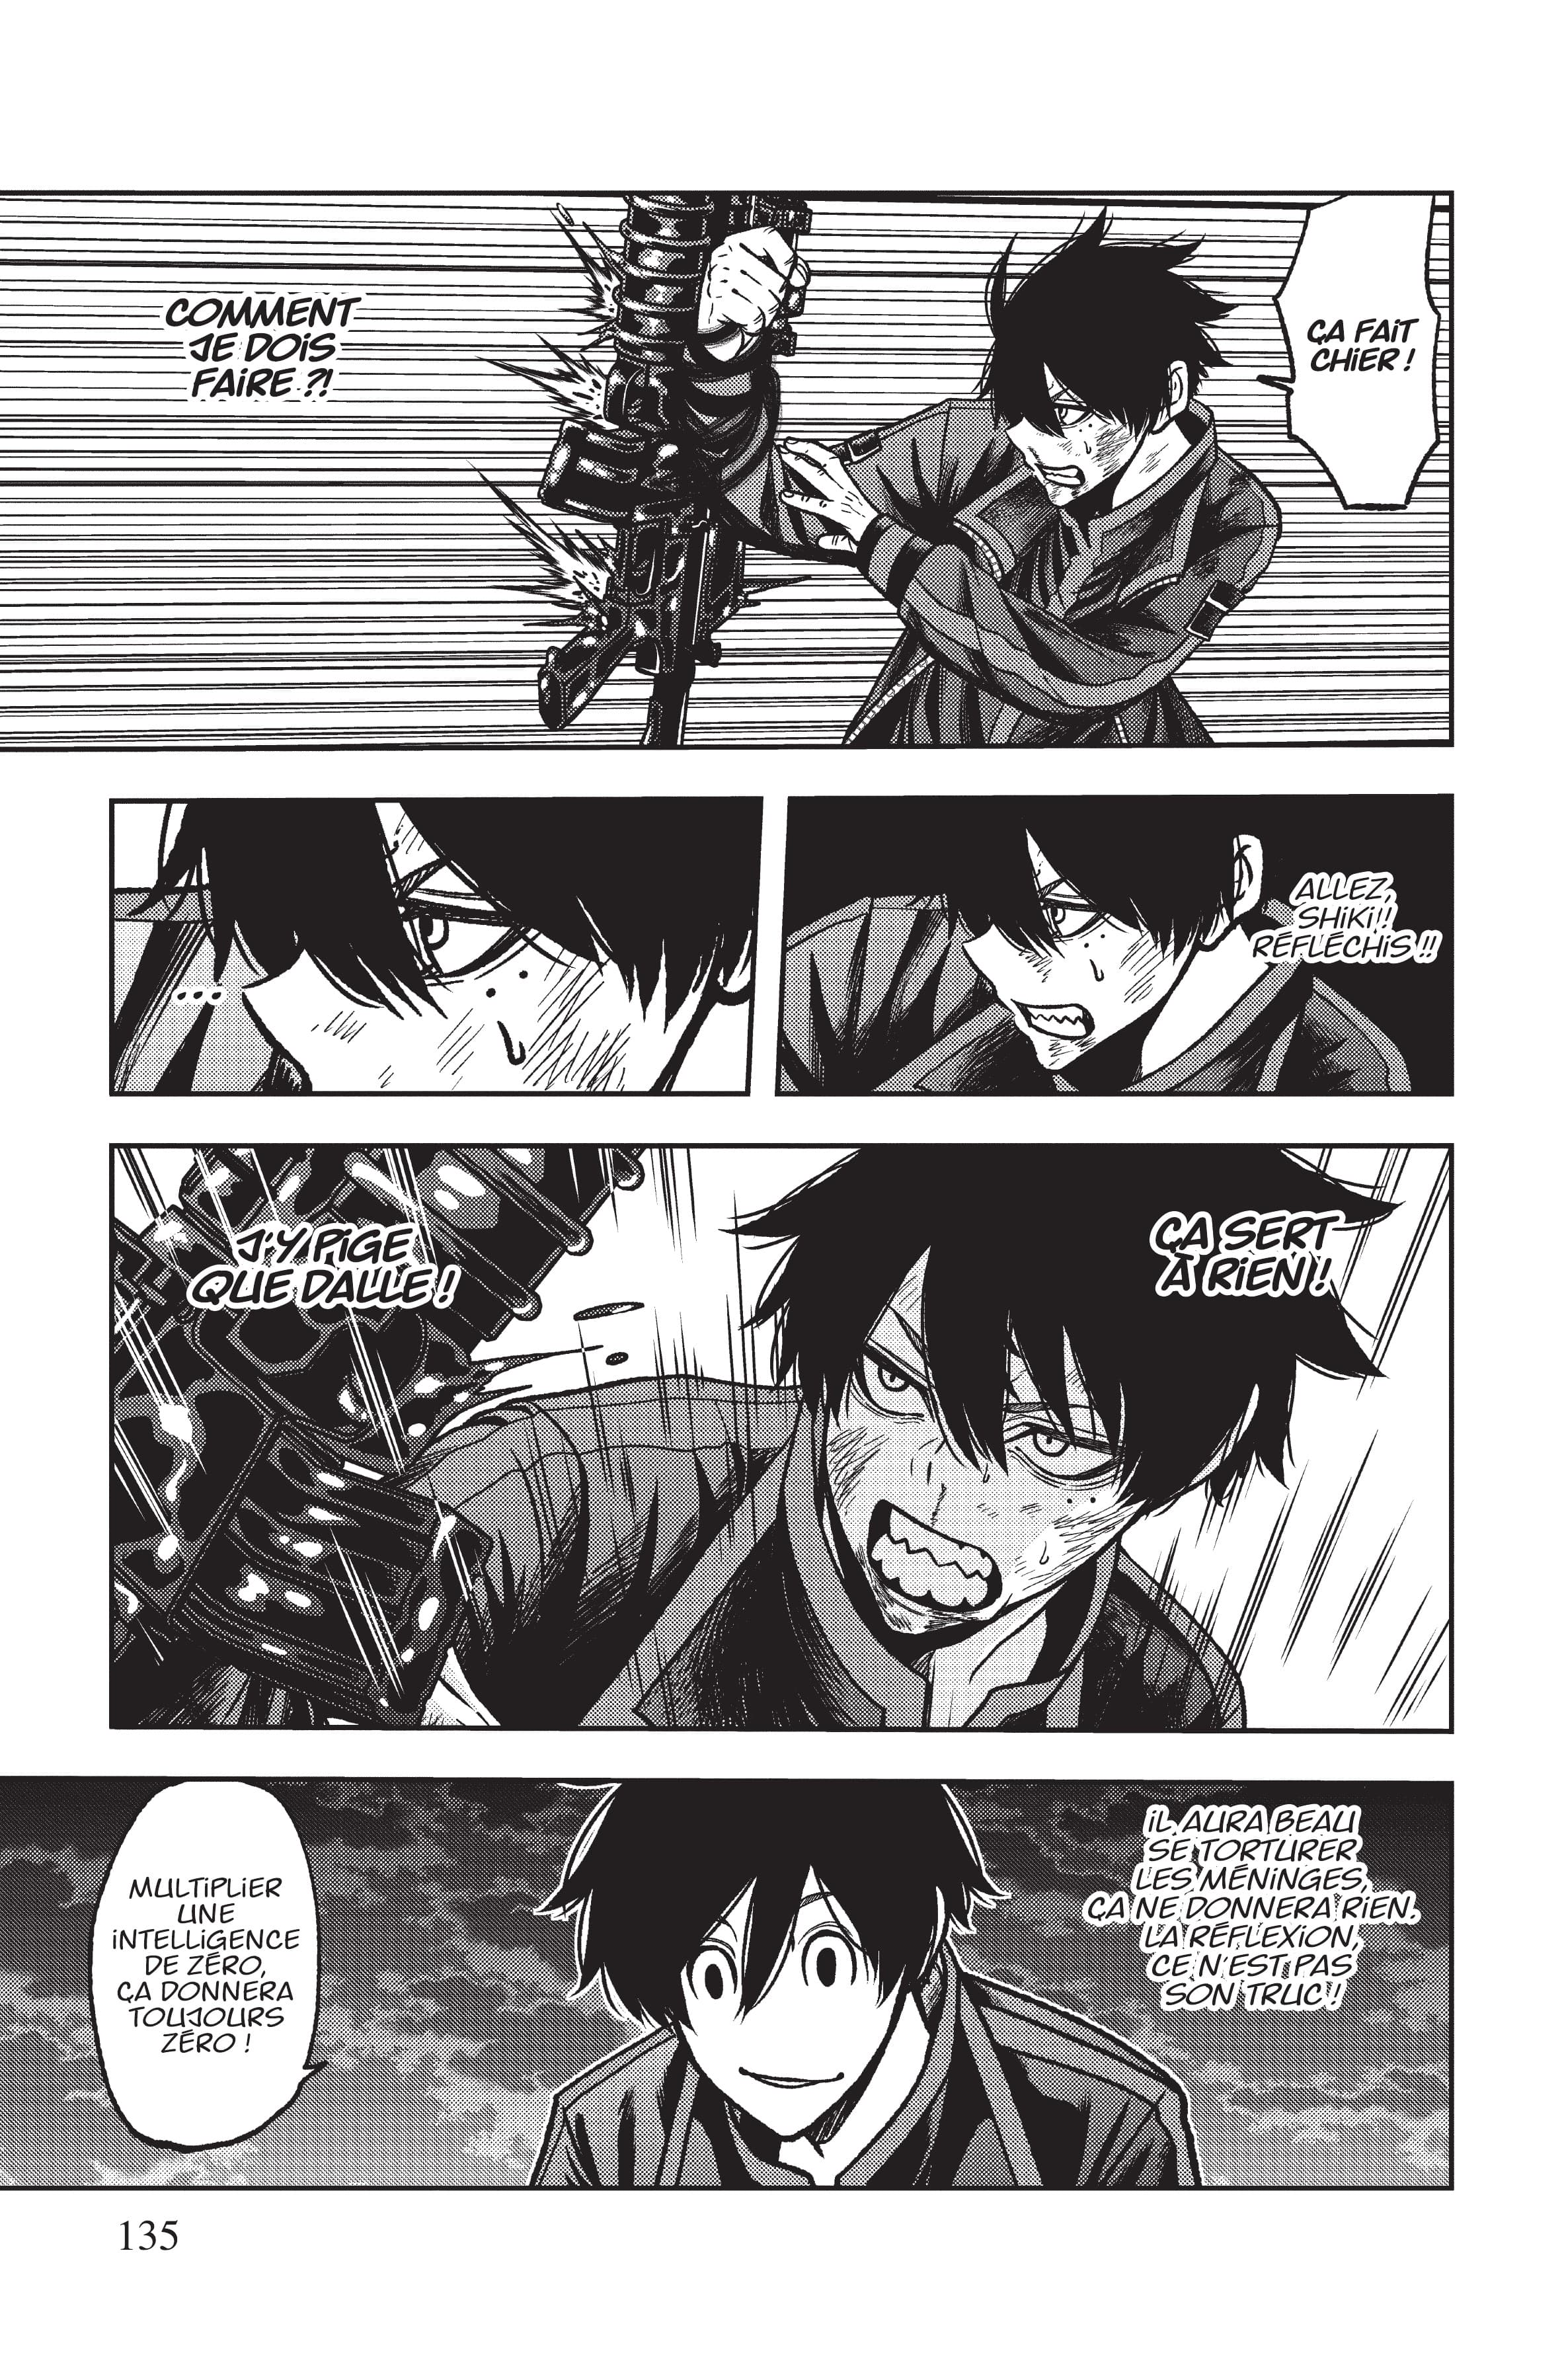 ÇA FAIT
CHIER !
COMMENT
JE DOIS
FAIRE ?!
ALLEZ,
SHIKI !!
RÉFLÉCHIS !!
...
ÇA SERT
À RIEN !
J'Y PIGE
QUE DALLE !
IL AURA BEAU
SE TORTURER
LES MÉNINGES,
ÇA NE DONNERA RIEN.
LA RÉFLEXION,
CE N'EST PAS
SON TRUC !
MULTIPLIER
UNE
INTELLIGENCE
DE ZÉRO,
ÇA DONNERA
TOUJOURS
ZÉRO !
135